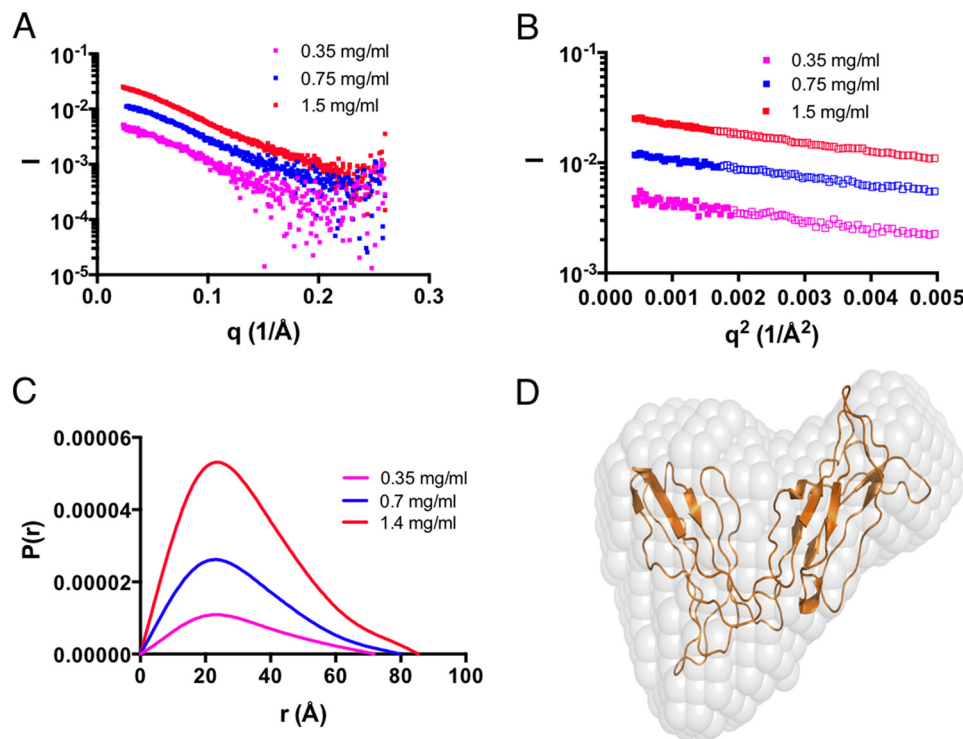 A
I
10⁻¹
10⁻²
10⁻³
10⁻⁴
10⁻⁵
0.35 mg/ml
0.75 mg/ml
1.5 mg/ml
0.0
0.1
0.2
0.3
q (1/Å)
B
I
10⁻¹
10⁻²
10⁻³
0.35 mg/ml
0.75 mg/ml
1.5 mg/ml
0.000
0.001
0.002
0.003
0.004
0.005
q² (1/Å²)
C
P(r)
0.00006
0.00004
0.00002
0.00000
0.35 mg/ml
0.7 mg/ml
1.4 mg/ml
0
20
40
60
80
100
r (Å)
D